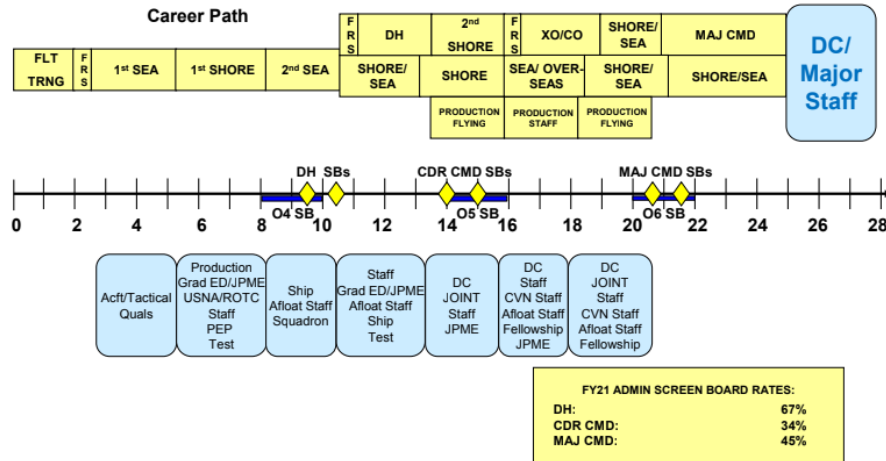 Career Path
FRS
DH
2nd SHORE
FRS
XO/CO
SHORE/
SEA
MAJ CMD
DC/
Major
Staff
FLT
TRNG
FRS
1st SEA
1st SHORE
2nd SEA
SHORE/
SEA
SHORE
SEA/ OVER-
SEAS
SHORE/
SEA
SHORE/SEA
PRODUCTION
FLYING
PRODUCTION
STAFF
PRODUCTION
FLYING
DH SBs
CDR CMD SBs
MAJ CMD SBs
O4 SB
O5 SB
O6 SB
0 2 4 6 8 10 12 14 16 18 20 22 24 26 28
Acft/Tactical
Quals
Production
Grad ED/JPME
USNA/ROTC
Staff
PEP
Test
Ship
Afloat Staff
Squadron
Staff
Grad ED/JPME
Afloat Staff
Ship
Test
DC
JOINT
Staff
JPME
DC
Staff
CVN Staff
Afloat Staff
Fellowship
JPME
DC
JOINT
Staff
CVN Staff
Afloat Staff
Fellowship
FY21 ADMIN SCREEN BOARD RATES:
DH: 67%
CDR CMD: 34%
MAJ CMD: 45%